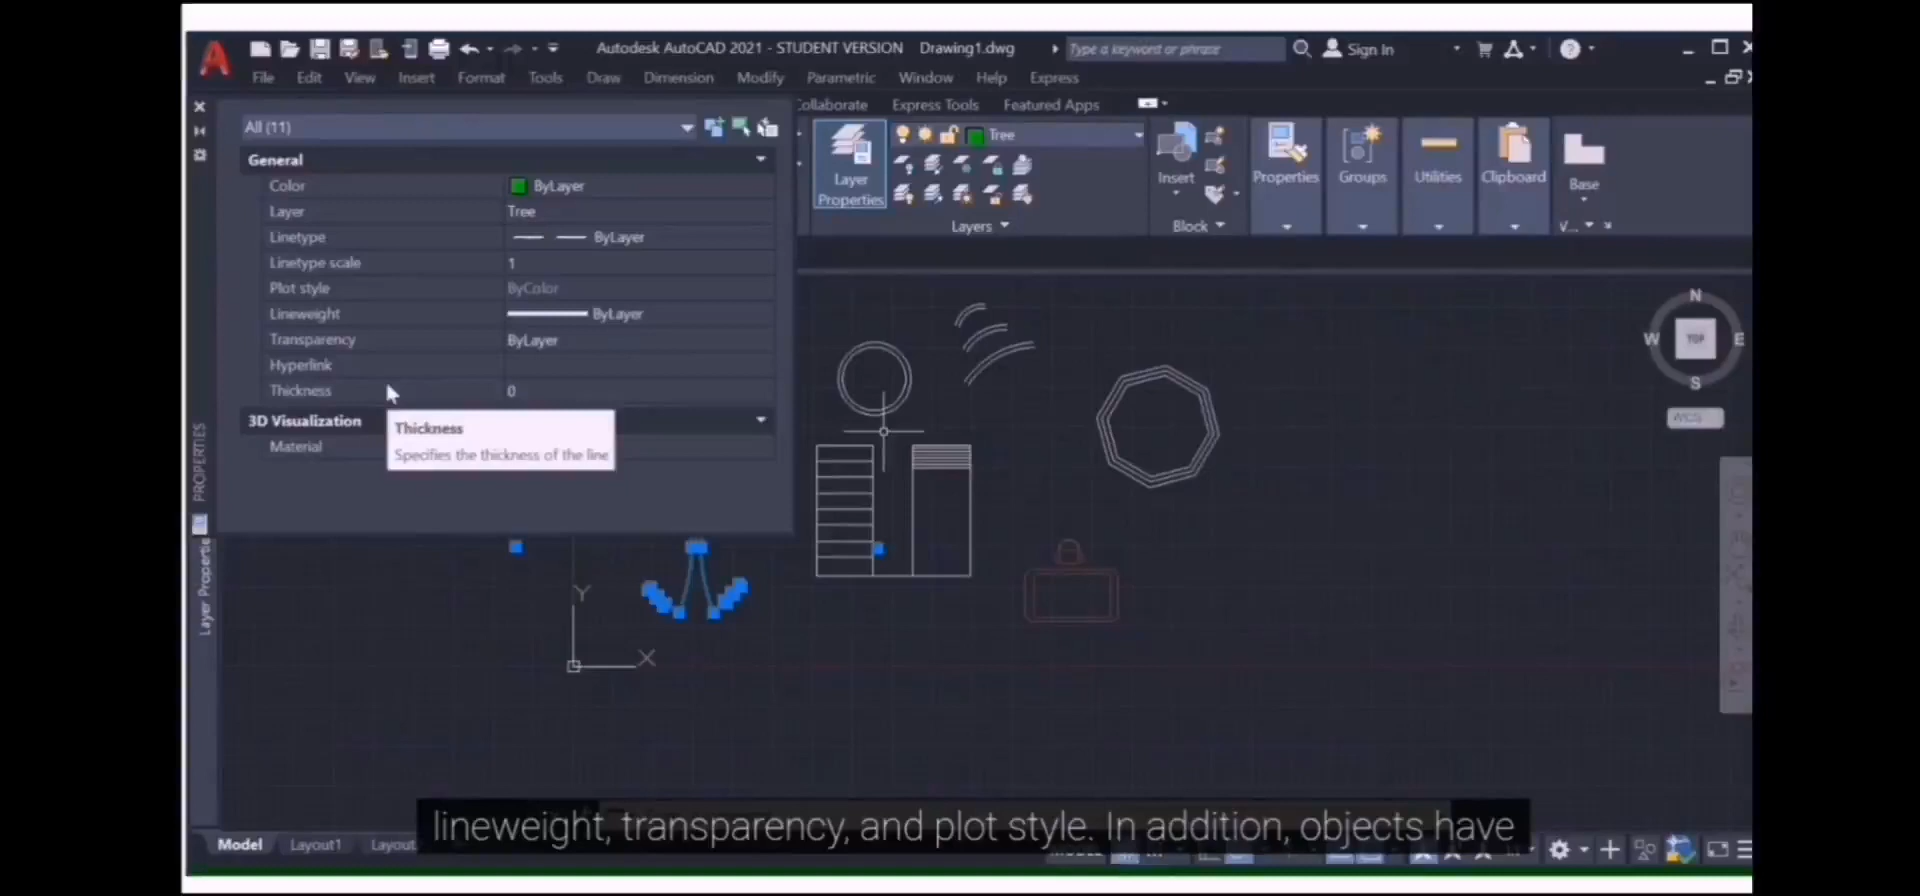 Autodesk AutoCAD 2021 - STUDENT VERSION Drawing1.dwg Type a keyword or phrase Sign In
File Edit View Insert Format Tools Draw Dimension Modify Parametric Window Help Express
Collaborate Express Tools Featured Apps
All (11)
General
Color ByLayer
Layer Tree
Linetype ByLayer
Linetype scale 1
Plot style ByColor
Lineweight ByLayer
Transparency ByLayer
Hyperlink
Thickness 0
3D Visualization
Material
Thickness
Specifies the thickness of the line
PROPERTIES
Layer Propertie
Tree
Layer
Properties
Layers
Insert
Block
Properties
Groups
Utilities
Clipboard
Base
V...
N
W TOP E
S
WCS
Y
X
lineweight, transparency, and plot style. In addition, objects have
Model Layout1 Layout
MODEL